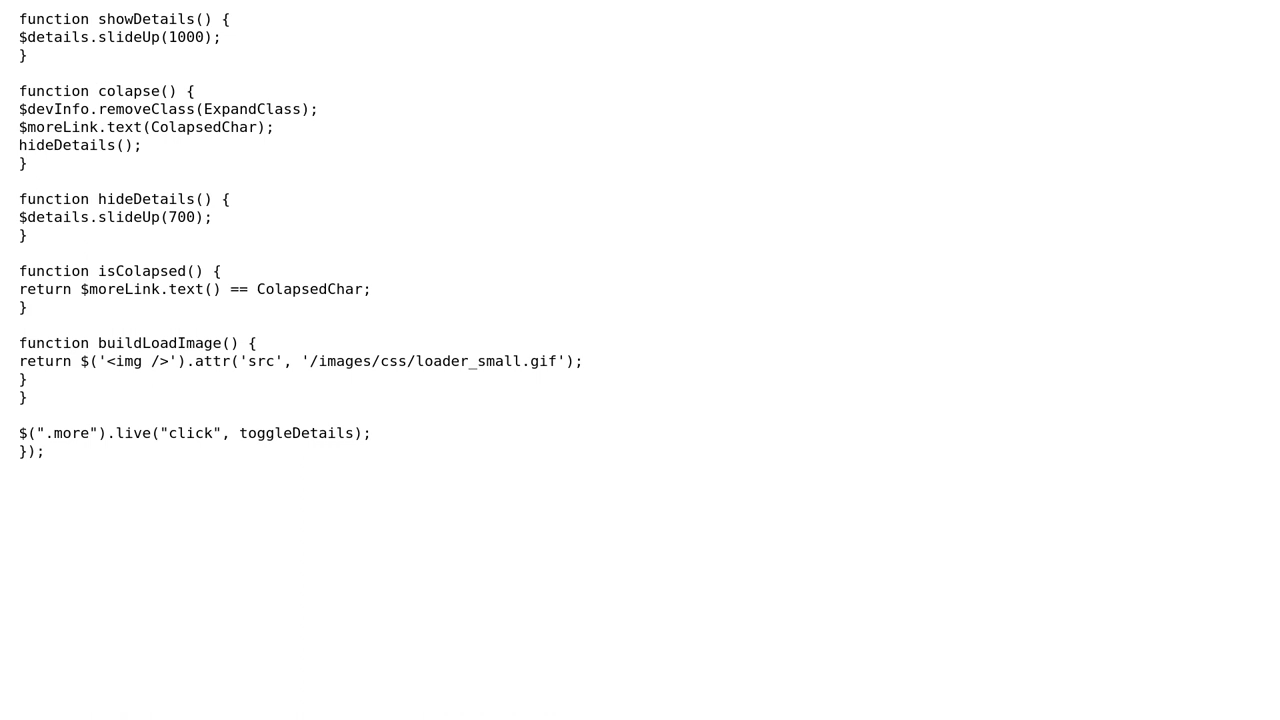 function showDetails() {
$details.slideUp(1000);
}

function colapse() {
$devInfo.removeClass(ExpandClass);
$moreLink.text(ColapsedChar);
hideDetails();
}

function hideDetails() {
$details.slideUp(700);
}

function isColapsed() {
return $moreLink.text() == ColapsedChar;
}

function buildLoadImage() {
return $('<img />').attr('src', '/images/css/loader_small.gif');
}
}

$(".more").live("click", toggleDetails);
});